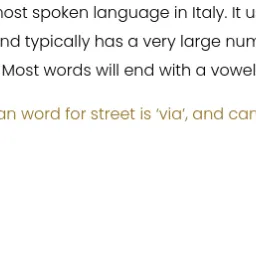 most spoken language in Italy. It u
nd typically has a very large num
Most words will end with a vowel
an word for street is ‘via’, and can